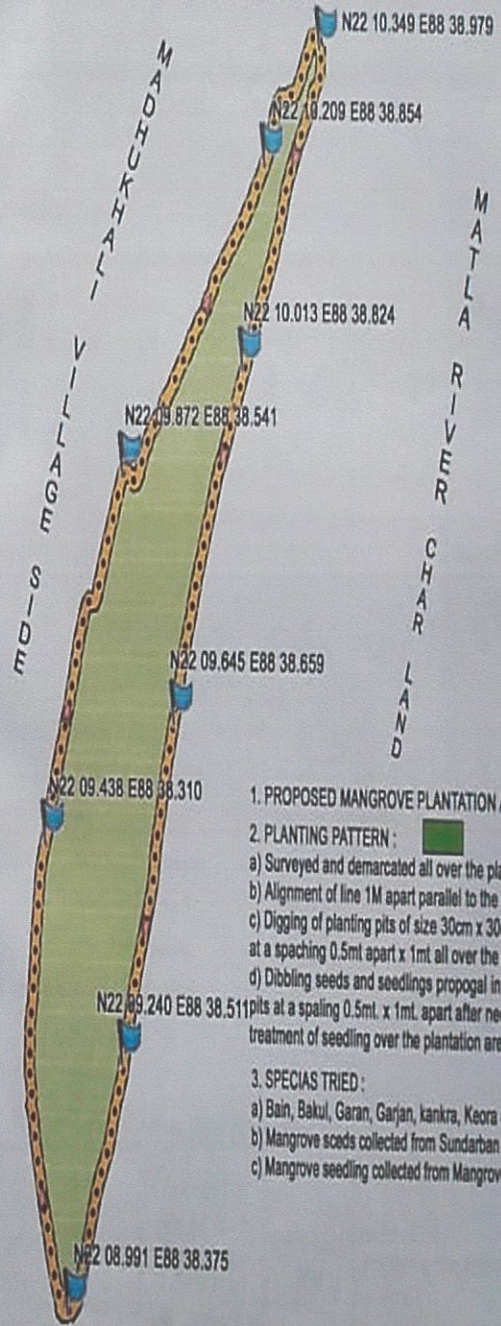 N22 10.349 E88 38.979
N22 10.209 E88 38.854
MADHUKHALI VILLAGE SIDE
MATLA RIVER CHAR LAND
N22 10.013 E88 38.824
N22 09.872 E88 38.541
N22 09.645 E88 38.659
N22 09.438 E88 38.310
1. PROPOSED MANGROVE PLANTATION
2. PLANTING PATTERN :
a) Surveyed and demarcated all over the pla
b) Alignment of line 1M apart parallel to the
c) Digging of planting pits of size 30cm x 30
at a spaching 0.5mt apart x 1mt all over the
d) Dibbling seeds and seedlings propogal in
N22 09.240 E88 38.511
pits at a spaling 0.5mt. x 1mt. apart after ne
treatment of seedling over the plantation are
3. SPECIAS TRIED :
a) Bain, Bakul, Garan, Garjan, kankra, Keora
b) Mangrove sceds collected from Sundarban
c) Mangrove seedling collected from Mangrov
N22 08.991 E88 38.375